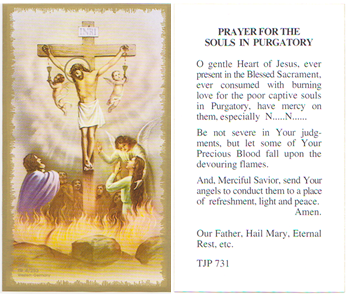 INRI
PRAYER FOR THE
SOULS IN PURGATORY
O gentle Heart of Jesus, ever
present in the Blessed Sacrament,
ever consumed with burning
love for the poor captive souls
in Purgatory, have mercy on
them, especially N.....N.....
Be not severe in Your judg-
ments, but let some of Your
Precious Blood fall upon the
devouring flames.
And, Merciful Savior, send Your
angels to conduct them to a place
of refreshment, light and peace.
Amen.
Our Father, Hail Mary, Eternal
Rest, etc.
TJP 731